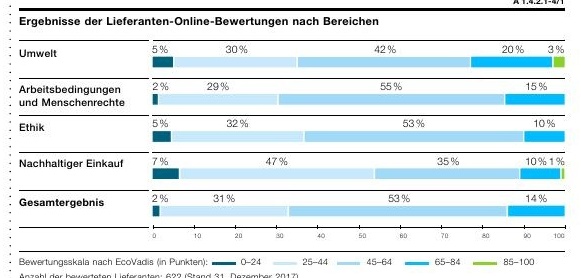 A 1.4.2.1-4/1
Ergebnisse der Lieferanten-Online-Bewertungen nach Bereichen
5 % 30 % 42 % 20 % 3 %
Umwelt
2 % 29 % 55 % 15 %
Arbeitsbedingungen
und Menschenrechte
5 % 32 % 53 % 10 %
Ethik
7 % 47 % 35 % 10 % 1 %
Nachhaltiger Einkauf
2 % 31 % 53 % 14 %
Gesamtergebnis
0 10 20 30 40 50 60 70 80 90 100
Bewertungsskala nach EcoVadis (in Punkten): 0–24 25–44 45–64 65–84 85–100
Anzahl der bewerteten Lieferanten: 622 (Stand 31. Dezember 2017)